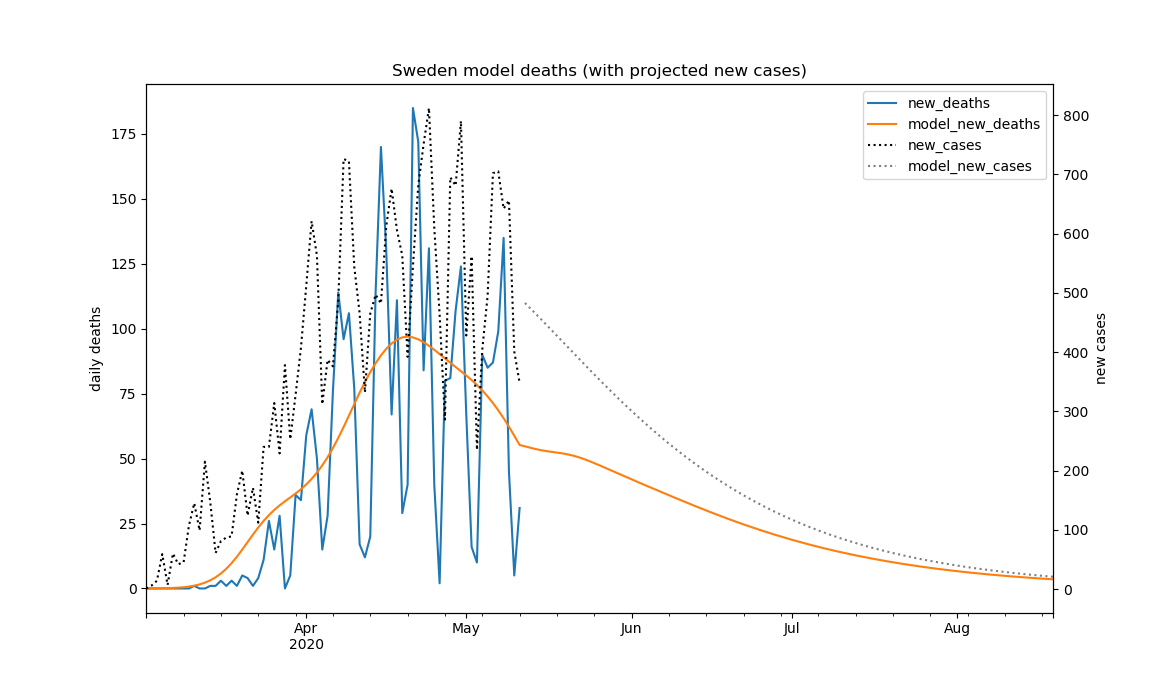 Sweden model deaths (with projected new cases)
new_deaths
model_new_deaths
new_cases
model_new_cases
175
150
125
100
75
50
25
0
daily deaths
800
700
600
500
400
300
200
100
0
new cases
Apr
2020
May
Jun
Jul
Aug